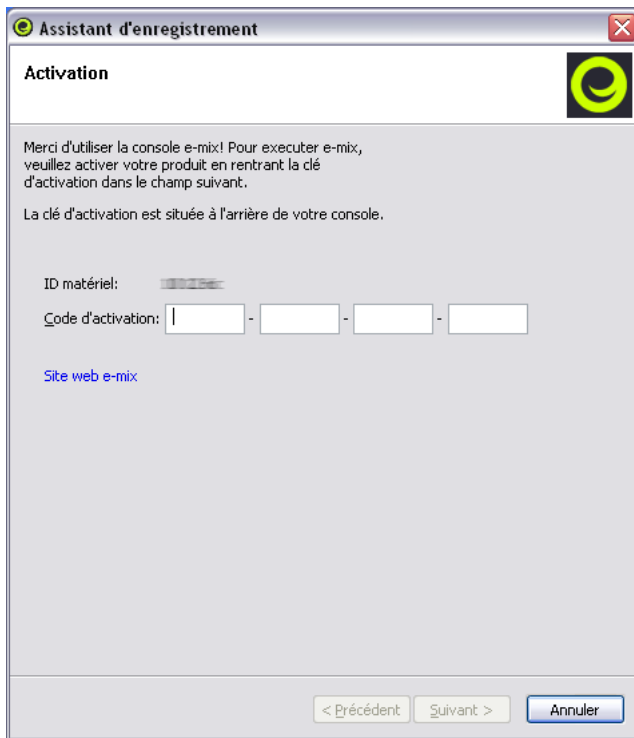 Assistant d'enregistrement
Activation
Merci d'utiliser la console e-mix! Pour executer e-mix,
veuillez activer votre produit en rentrant la clé
d'activation dans le champ suivant.
La clé d'activation est située à l'arrière de votre console.
ID matériel:
Code d'activation: - - -
Site web e-mix
< Précédent Suivant > Annuler